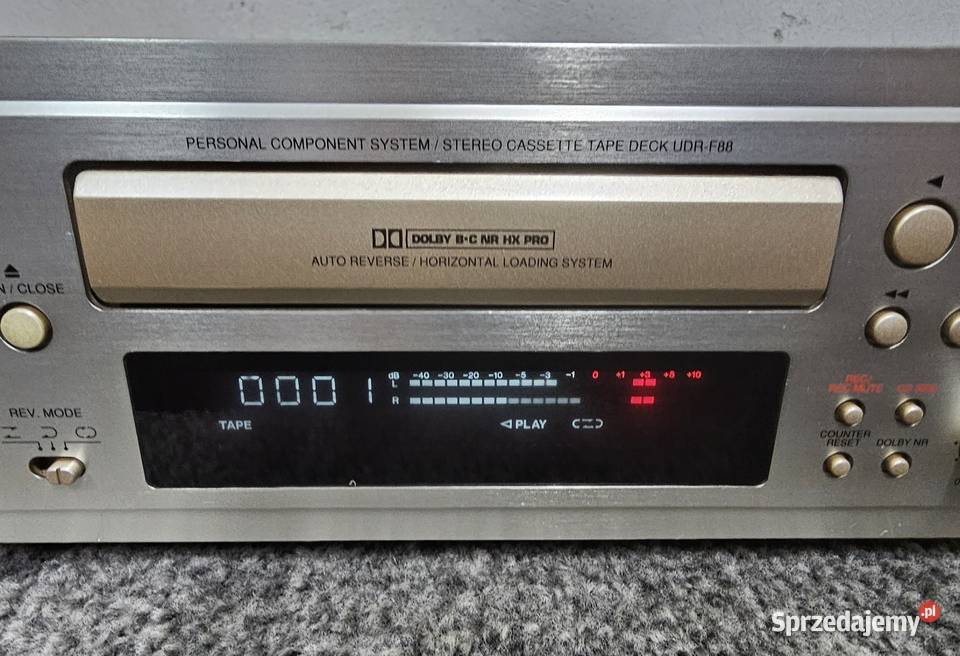 PERSONAL COMPONENT SYSTEM / STEREO CASSETTE TAPE DECK UDR-F88
DOLBY B·C NR HX PRO
AUTO REVERSE / HORIZONTAL LOADING SYSTEM
N / CLOSE
dB -40 -30 -20 -10 -5 -3 -1 0 +1 +3 +5 +10
L
R
0001
TAPE
PLAY
REV. MODE
REC/
REC MUTE
COUNTER
RESET
DOLBY NR
Sprzedajemy.pl